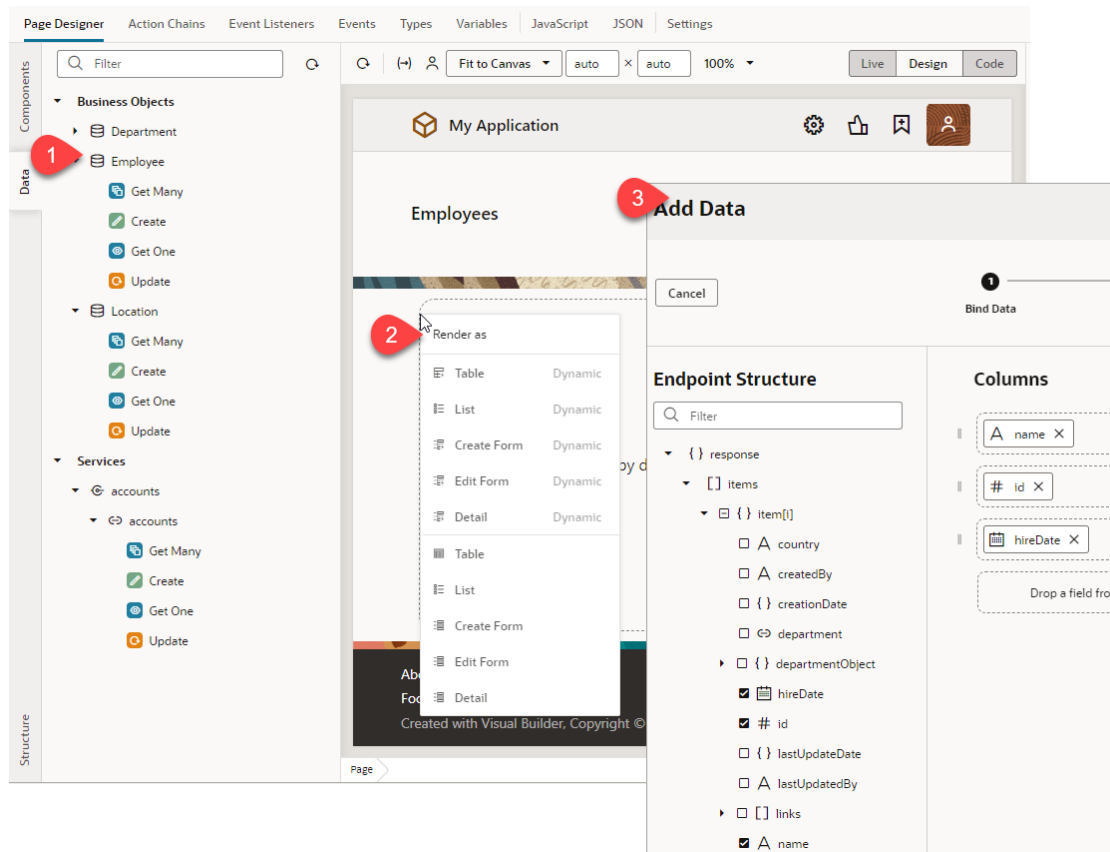 Page Designer Action Chains Event Listeners Events Types Variables JavaScript JSON Settings
Components
Data
Structure
Filter
Business Objects
Department
1
Employee
Get Many
Create
Get One
Update
Location
Get Many
Create
Get One
Update
Services
accounts
accounts
Get Many
Create
Get One
Update
Fit to Canvas auto × auto 100% Live Design Code
My Application
Employees
2
Render as
Table Dynamic
List Dynamic
Create Form Dynamic
Edit Form Dynamic
Detail Dynamic
Table
List
Create Form
Edit Form
Detail
by d
Ab
Foo
Created with Visual Builder, Copyright ©
Page
3
Add Data
Cancel
1
Bind Data
Endpoint Structure
Filter
{ } response
[ ] items
{ } item[i]
A country
A createdBy
{ } creationDate
department
{ } departmentObject
hireDate
# id
{ } lastUpdateDate
A lastUpdatedBy
[ ] links
A name
Columns
A name ×
# id ×
hireDate ×
Drop a field fro